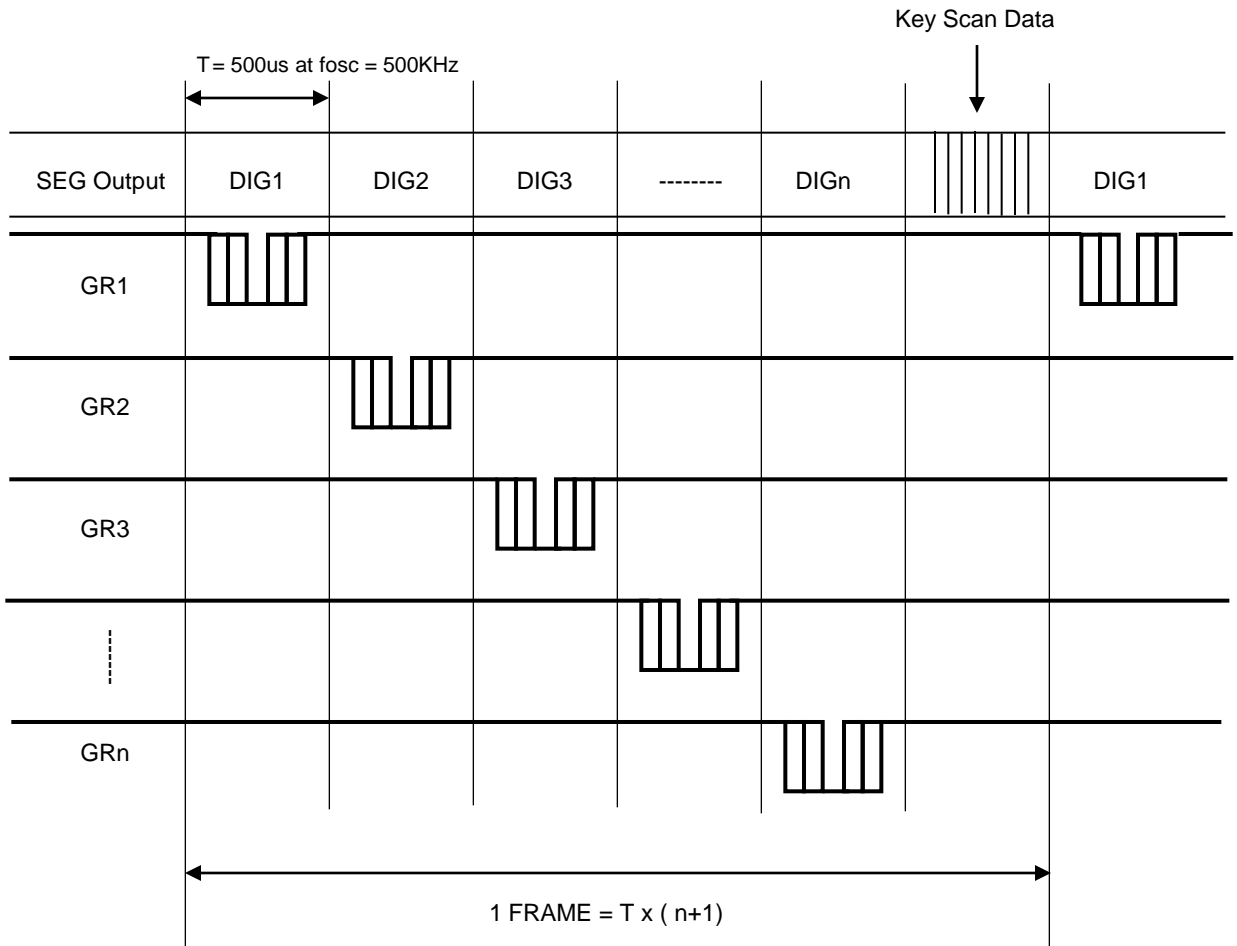 Key Scan Data
T= 500us at fosc = 500KHz
SEG Output DIG1 DIG2 DIG3 -------- DIGn DIG1
GR1
GR2
GR3
GRn
1 FRAME = T x ( n+1)